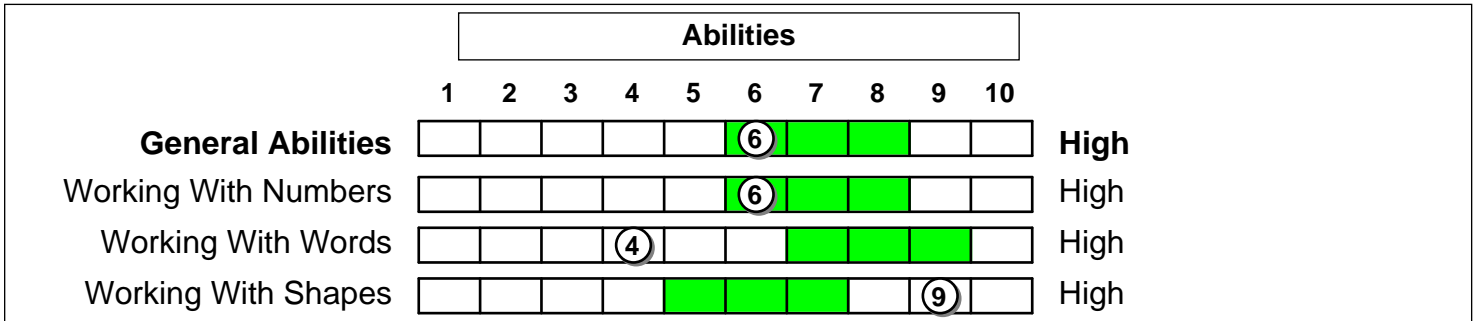 Abilities
1 2 3 4 5 6 7 8 9 10
General Abilities 6 High
Working With Numbers 6 High
Working With Words 4 High
Working With Shapes 9 High